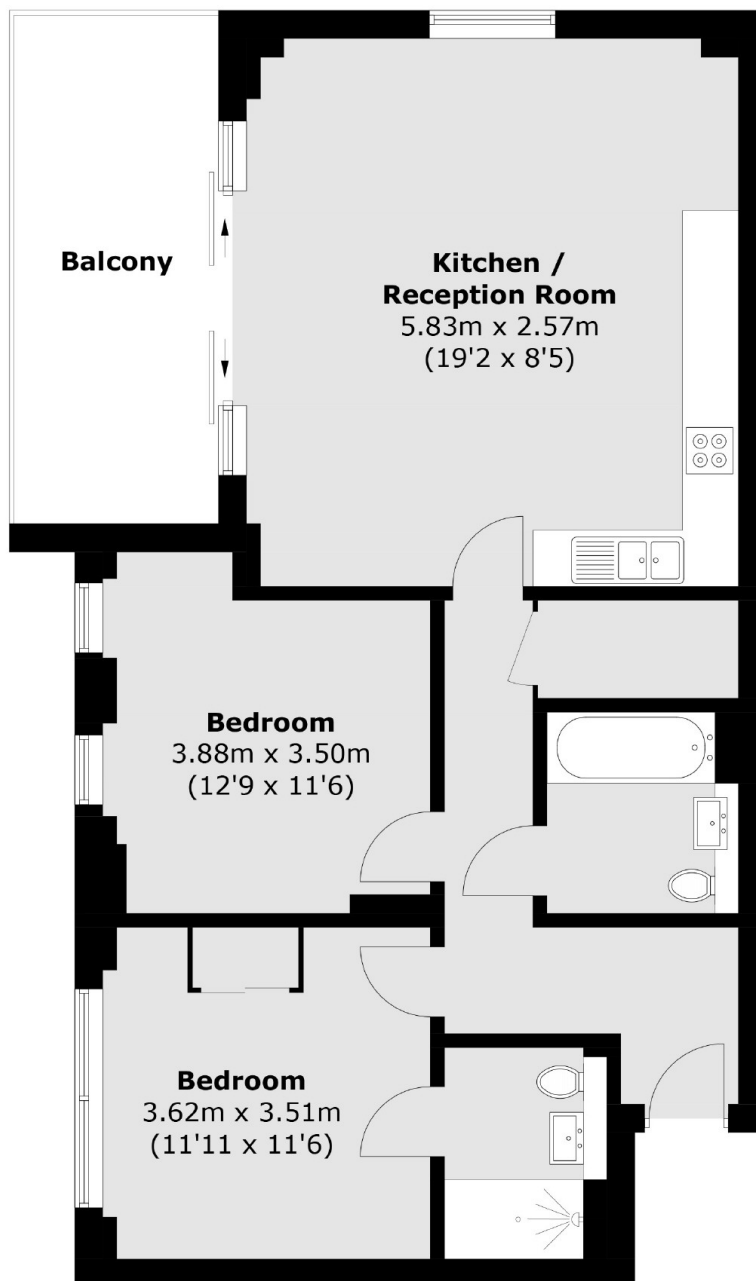 Balcony
Kitchen /
Reception Room
5.83m x 2.57m
(19'2 x 8'5)
Bedroom
3.88m x 3.50m
(12'9 x 11'6)
Bedroom
3.62m x 3.51m
(11'11 x 11'6)